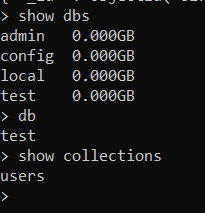 > show dbs
admin 0.000GB
config 0.000GB
local 0.000GB
test 0.000GB
> db
test
> show collections
users
>